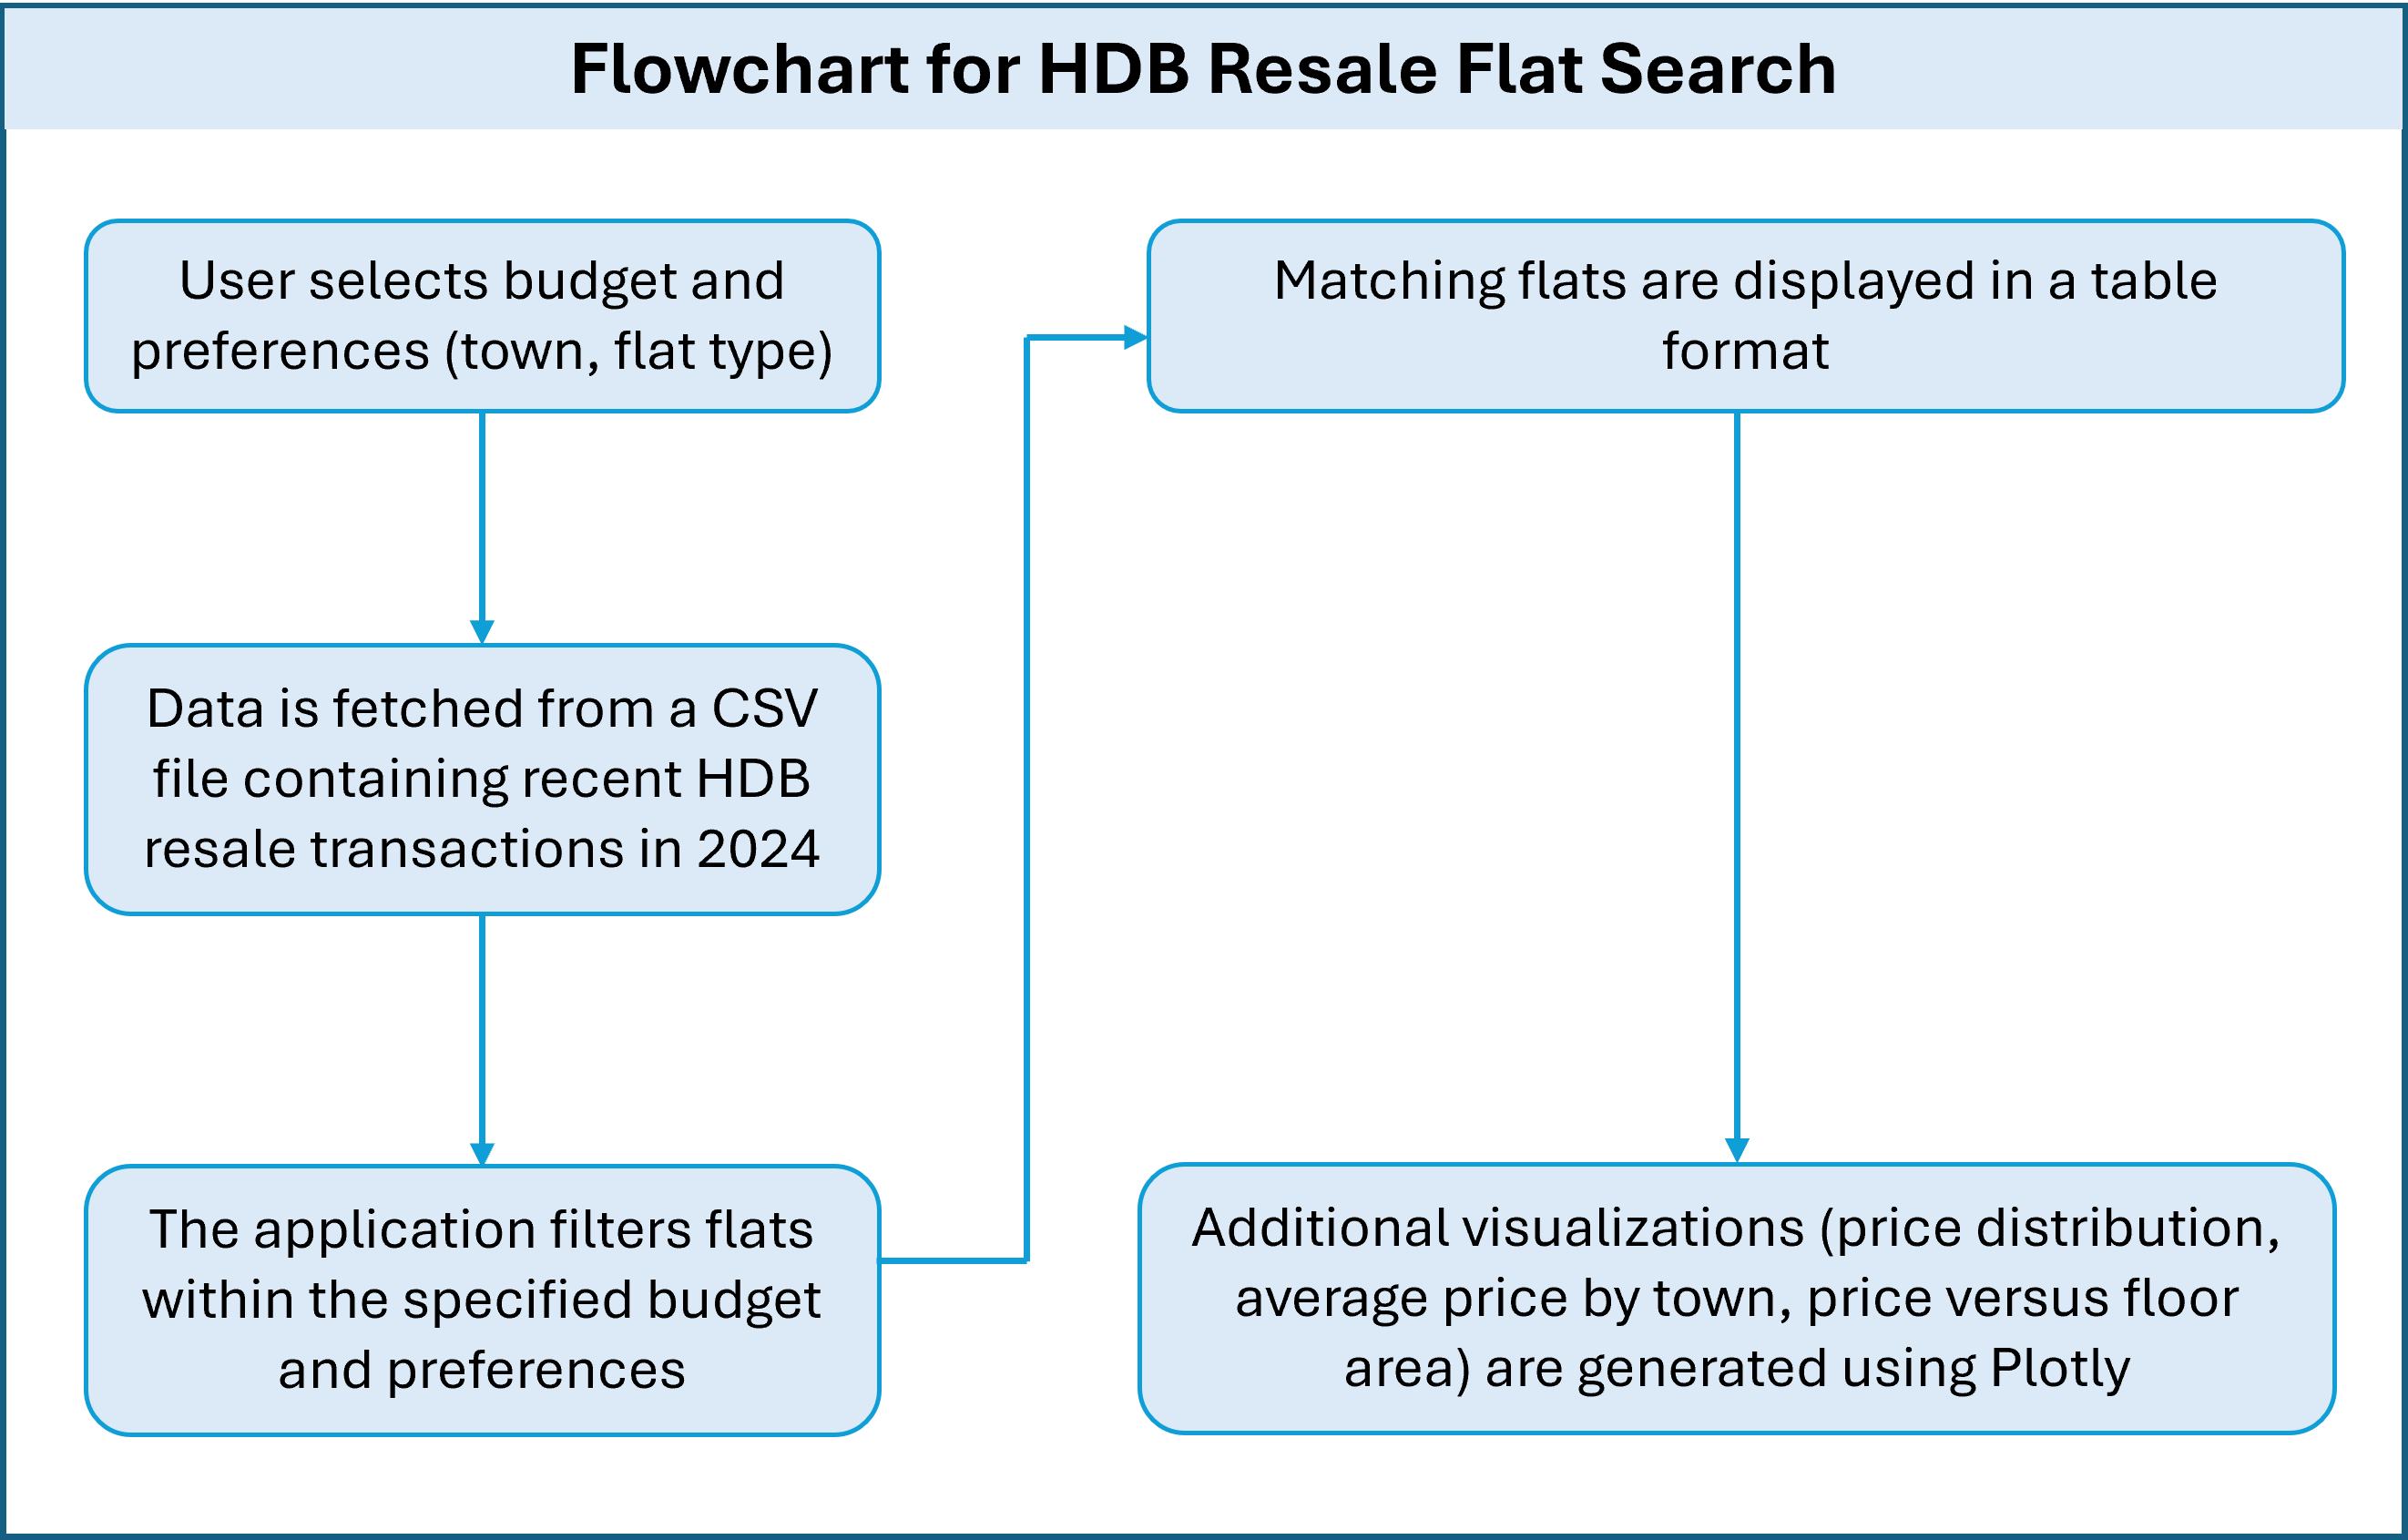 Flowchart for HDB Resale Flat Search
User selects budget and
preferences (town, flat type)
Data is fetched from a CSV
file containing recent HDB
resale transactions in 2024
The application filters flats
within the specified budget
and preferences
Matching flats are displayed in a table
format
Additional visualizations (price distribution,
average price by town, price versus floor
area) are generated using Plotly